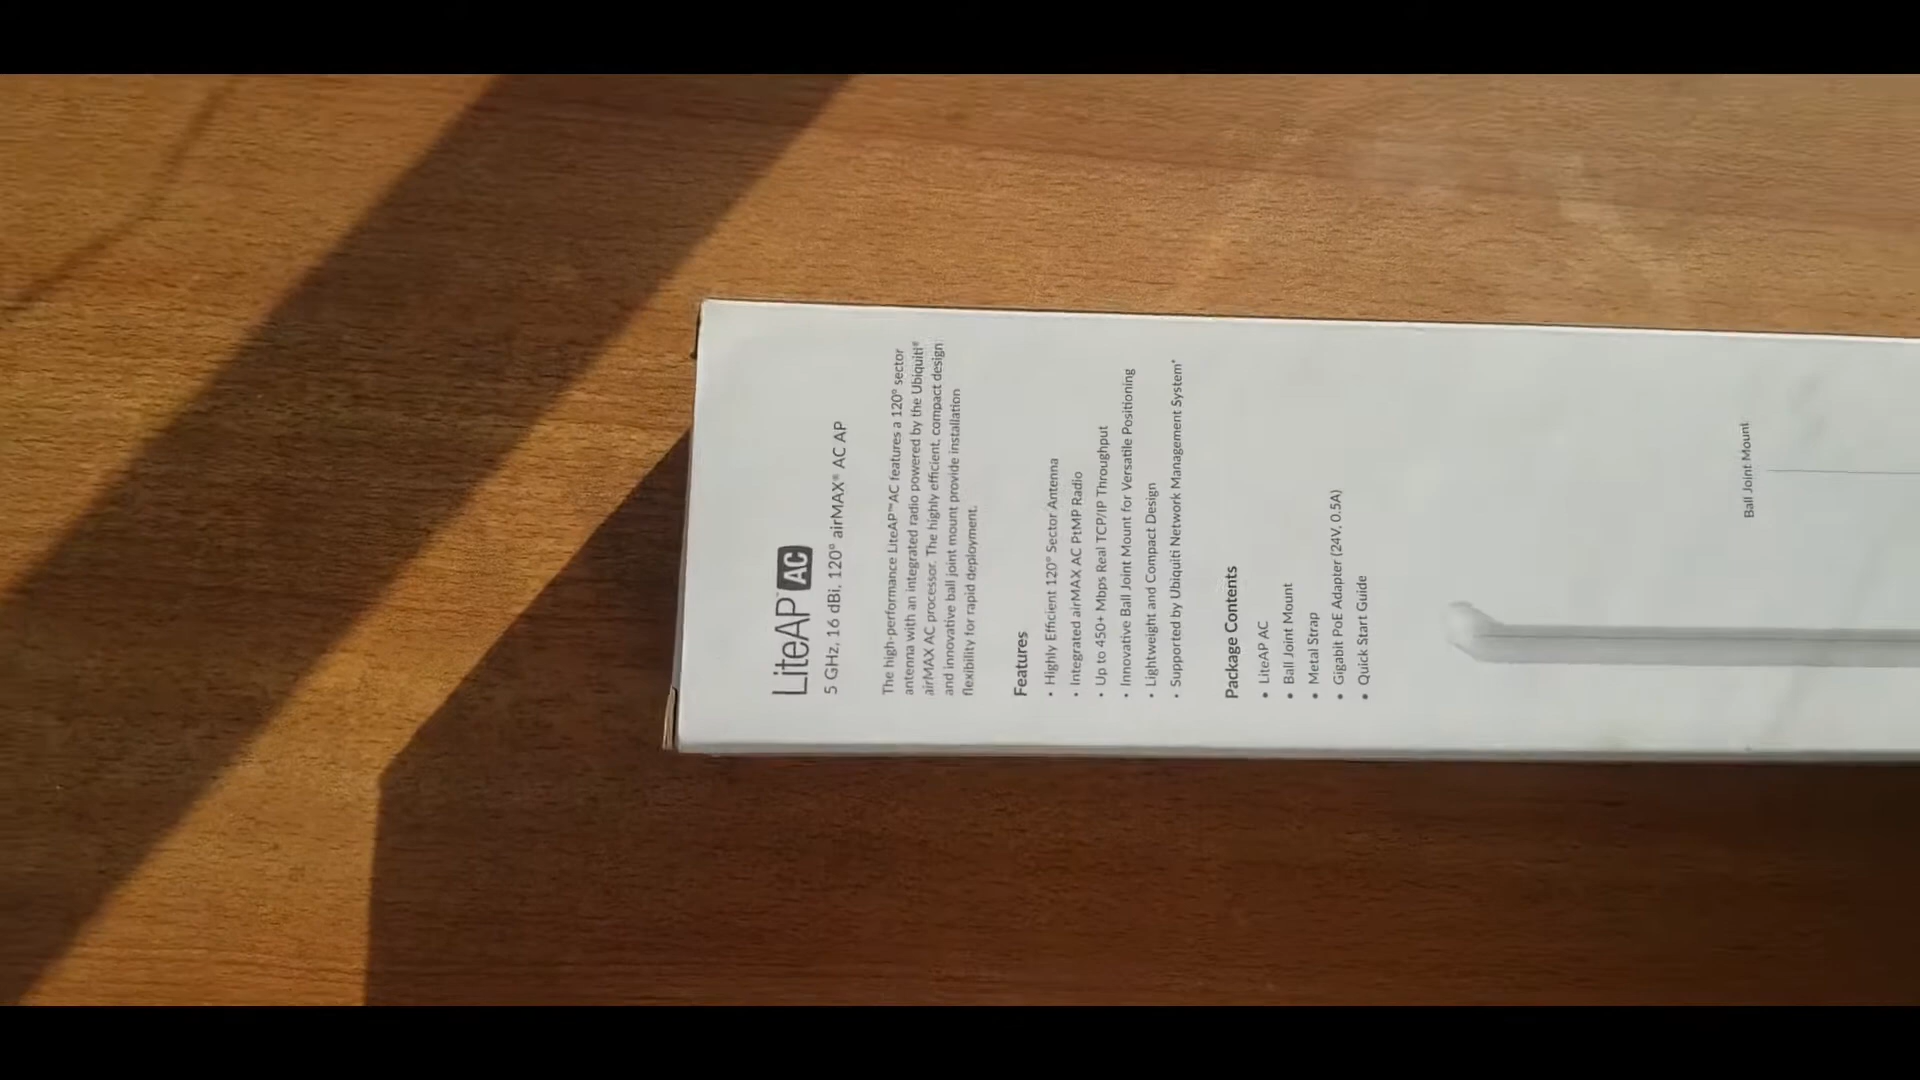 LiteAP™ AC
5 GHz, 16 dBi, 120° airMAX® AC AP
The high-performance LiteAP™ AC features a 120° sector
antenna with an integrated radio powered by the Ubiquiti®
airMAX AC processor. The highly efficient, compact design
and innovative ball joint mount provide installation
flexibility for rapid deployment.
Features
• Highly Efficient 120° Sector Antenna
• Integrated airMAX AC PtMP Radio
• Up to 450+ Mbps Real TCP/IP Throughput
• Innovative Ball Joint Mount for Versatile Positioning
• Lightweight and Compact Design
• Supported by Ubiquiti Network Management System*
Package Contents
• LiteAP AC
• Ball Joint Mount
• Metal Strap
• Gigabit PoE Adapter (24V, 0.5A)
• Quick Start Guide
Ball Joint Mount